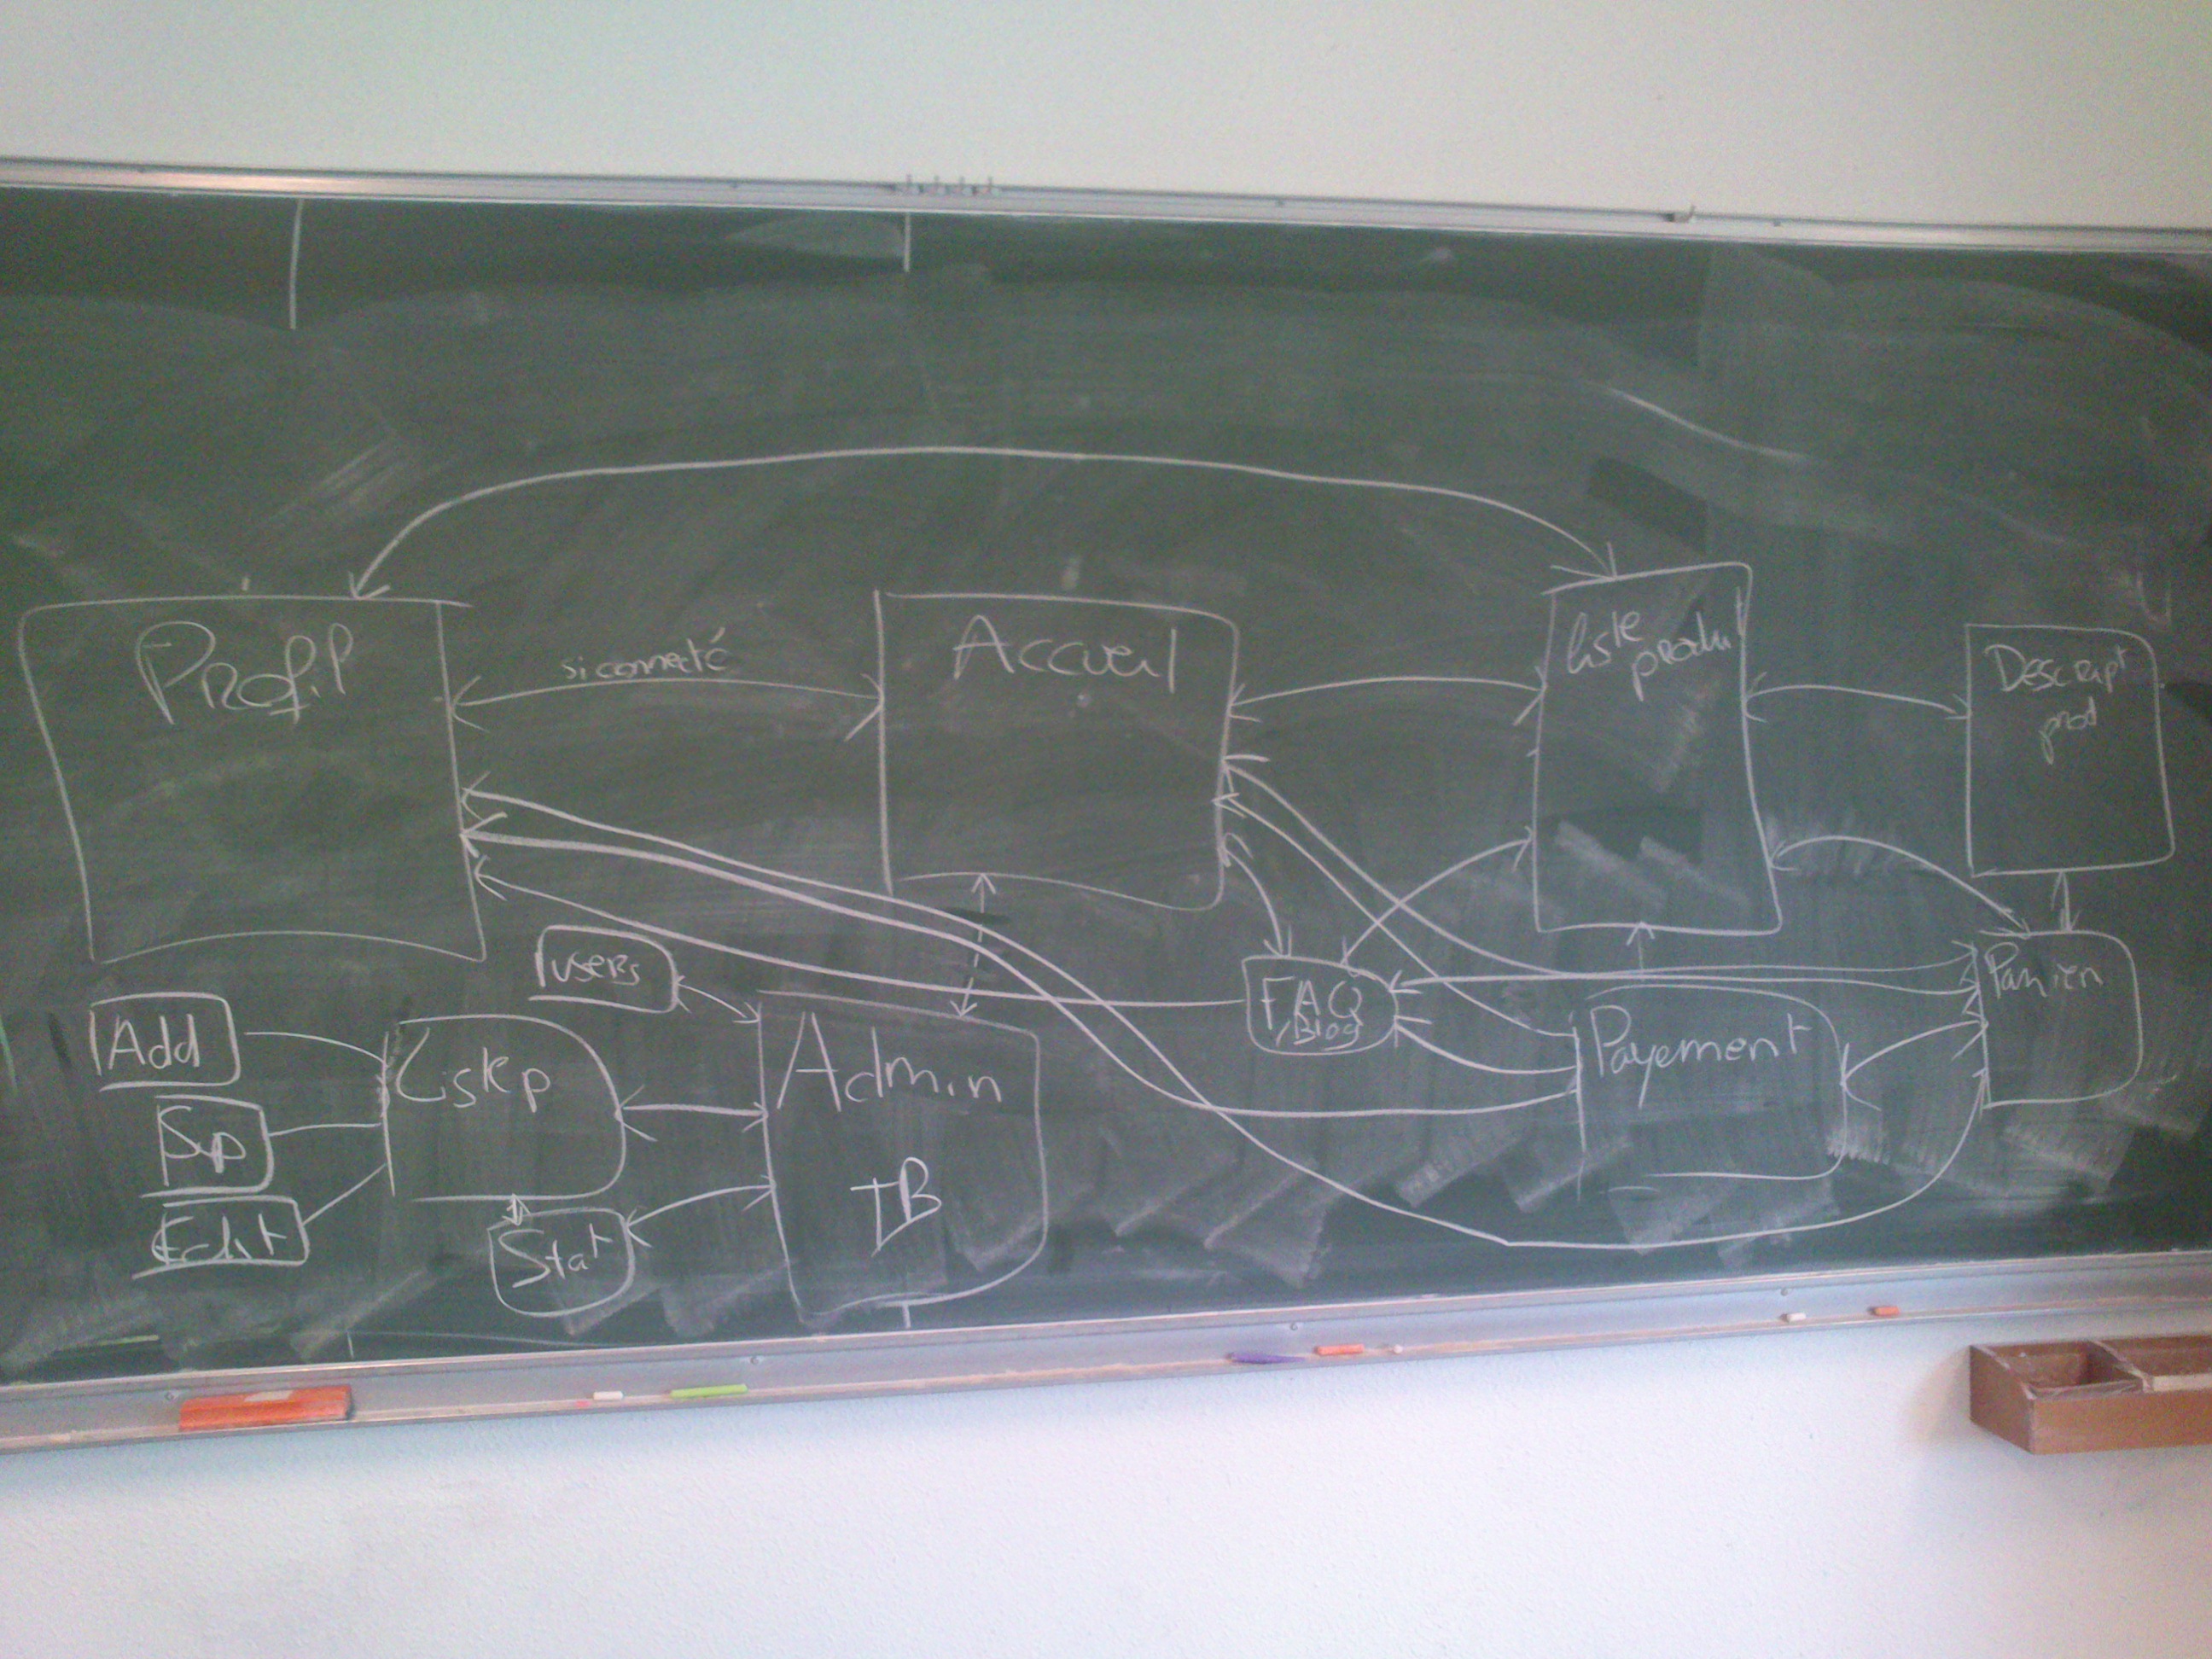 Profil
si connecté
Accueil
liste
produit
Descript
prod
users
FAQ
/Blog
Panier
Add
Sup
Edit
Listep
Admin
TB
Payement
Stat